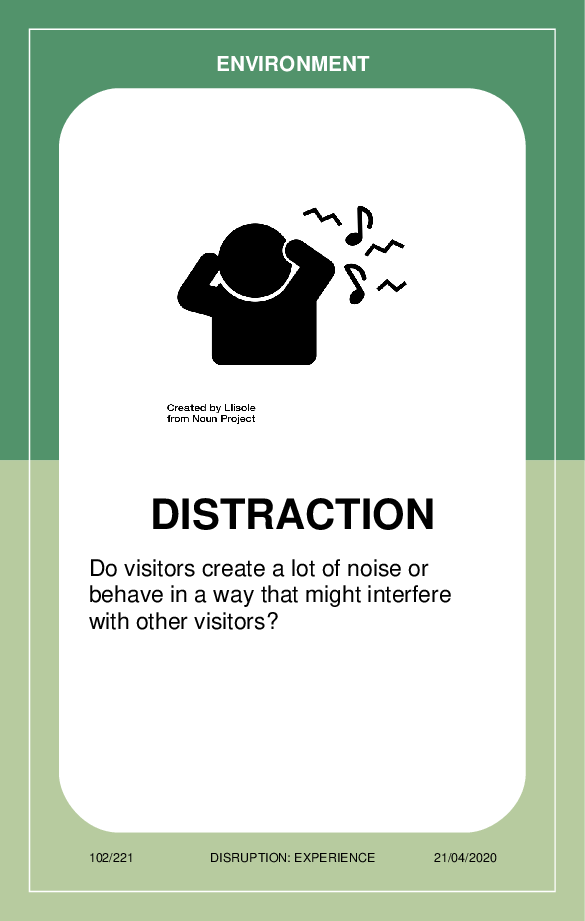 ENVIRONMENT
Created by Llisole
from Noun Project
DISTRACTION
Do visitors create a lot of noise or
behave in a way that might interfere
with other visitors?
102/221
DISRUPTION: EXPERIENCE
21/04/2020